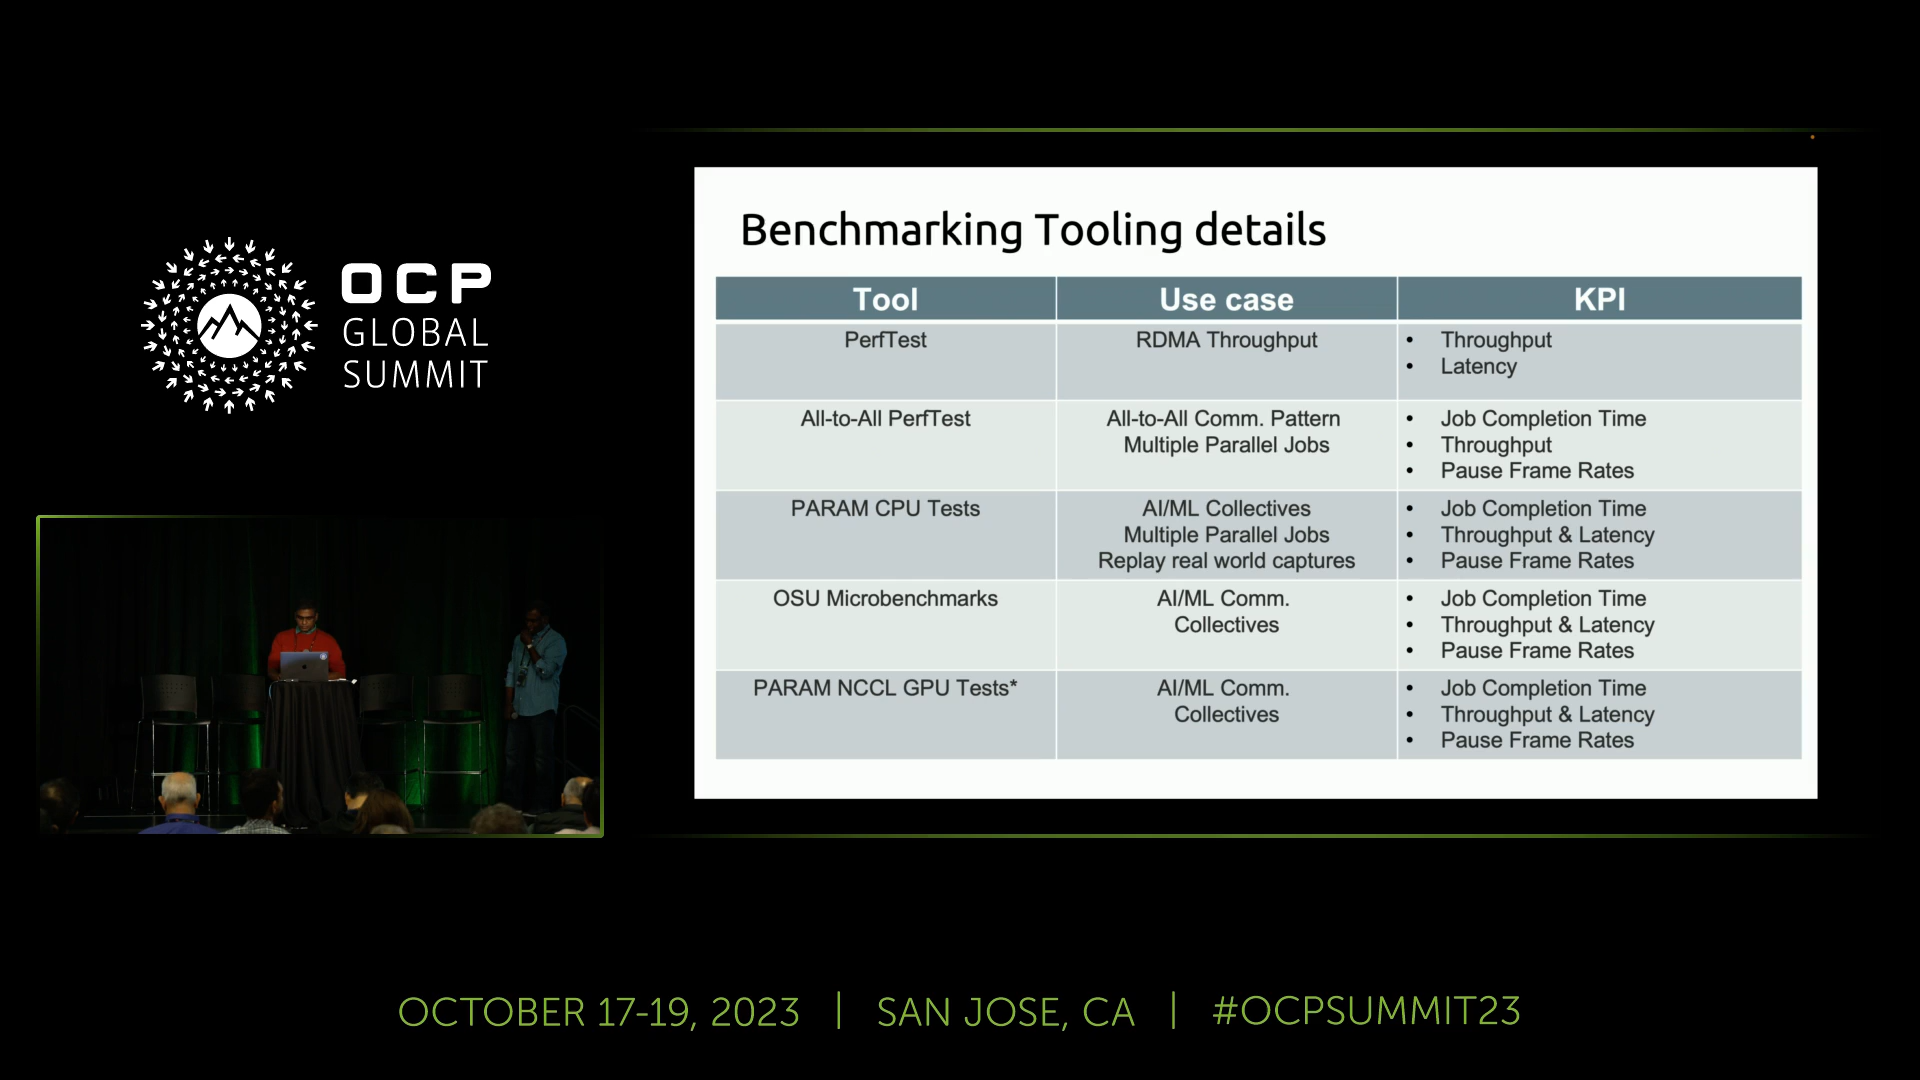 OCP
GLOBAL
SUMMIT
Benchmarking Tooling details
Tool
Use case
KPI
PerfTest
RDMA Throughput
• Throughput
• Latency
All-to-All PerfTest
All-to-All Comm. Pattern
Multiple Parallel Jobs
• Job Completion Time
• Throughput
• Pause Frame Rates
PARAM CPU Tests
AI/ML Collectives
Multiple Parallel Jobs
Replay real world captures
• Job Completion Time
• Throughput & Latency
• Pause Frame Rates
OSU Microbenchmarks
AI/ML Comm.
Collectives
• Job Completion Time
• Throughput & Latency
• Pause Frame Rates
PARAM NCCL GPU Tests*
AI/ML Comm.
Collectives
• Job Completion Time
• Throughput & Latency
• Pause Frame Rates
OCTOBER 17-19, 2023 | SAN JOSE, CA | #OCPSUMMIT23